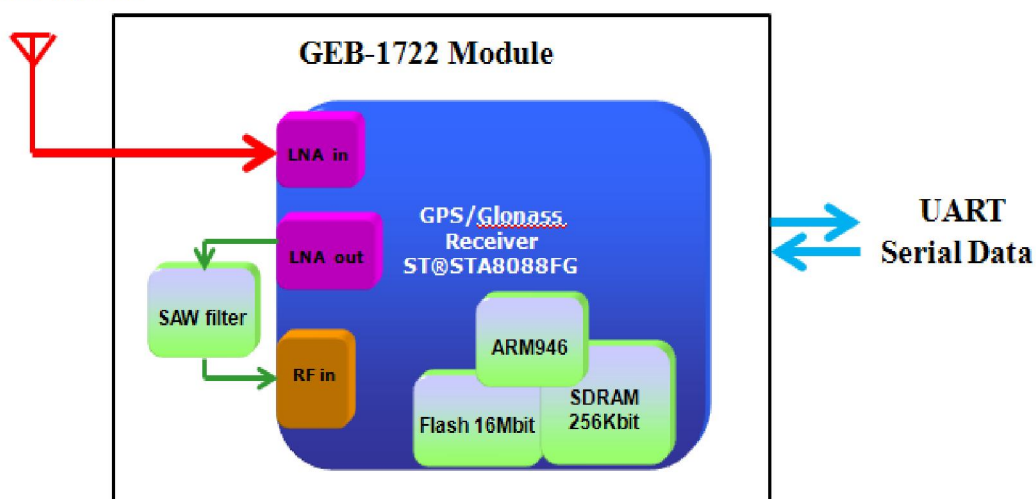 GEB-1722 Module
LNA in
GPS/Glonass
Receiver
ST®STA8088FG
LNA out
SAW filter
RF in
ARM946
Flash 16Mbit
SDRAM
256Kbit
UART
Serial Data